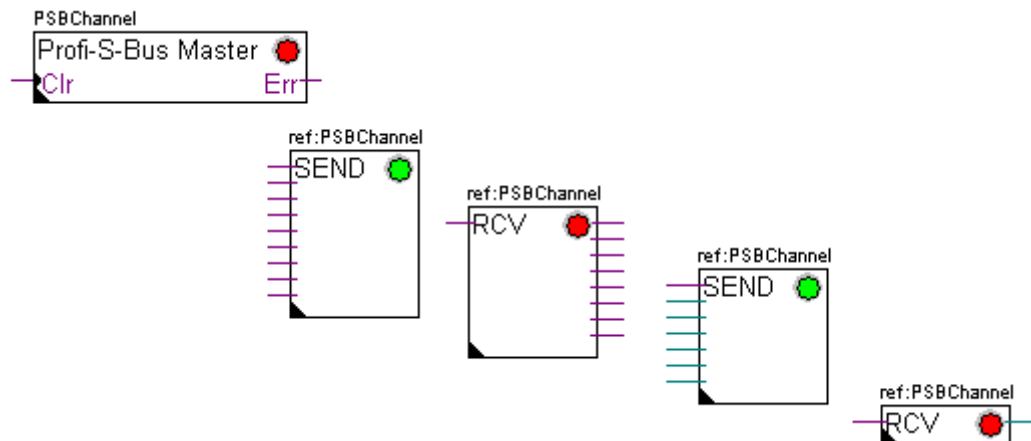 PSBChannel
Profi-S-Bus Master
Clr Err
ref:PSBChannel
SEND
ref:PSBChannel
RCV
ref:PSBChannel
SEND
ref:PSBChannel
RCV